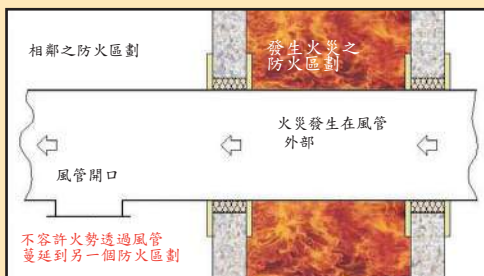 相鄰之防火區劃
發生火災之
防火區劃
火災發生在風管
外部
風管開口
不容許火勢透過風管
蔓延到另一個防火區劃